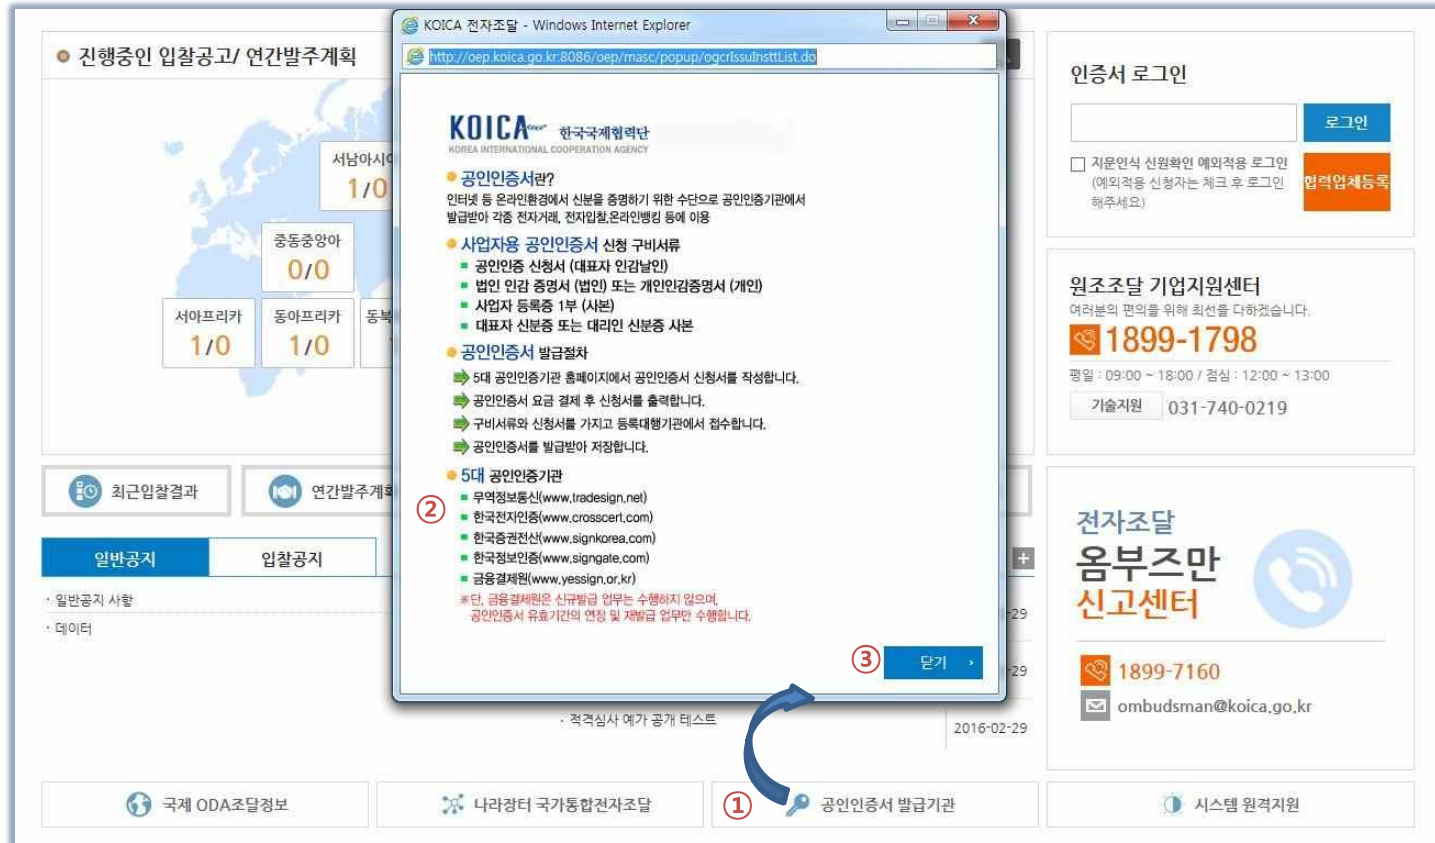 진행중인 입찰공고/ 연간발주계획
서남아시아
1/0
중동중앙아
0/0
서아프리카
1/0
동아프리카
1/0
최근입찰결과
연간발주계획
일반공지
입찰공지
· 일반공지 사항
· 데이터
KOICA 전자조달 - Windows Internet Explorer
http://oep.koica.go.kr:8086/oep/masc/popup/ogcrIssuInsttList.do
KOICA 한국국제협력단
KOREA INTERNATIONAL COOPERATION AGENCY
공인인증서란?
인터넷 등 온라인환경에서 신분을 증명하기 위한 수단으로 공인인증기관에서
발급받아 각종 전자거래, 전자입찰,온라인뱅킹 등에 이용
사업자용 공인인증서 신청 구비서류
공인인증 신청서 (대표자 인감날인)
법인 인감 증명서 (법인) 또는 개인인감증명서 (개인)
사업자 등록증 1부 (사본)
대표자 신분증 또는 대리인 신분증 사본
공인인증서 발급절차
5대 공인인증기관 홈페이지에서 공인인증서 신청서를 작성합니다.
공인인증서 요금 결제 후 신청서를 출력합니다.
구비서류와 신청서를 가지고 등록대행기관에서 접수합니다.
공인인증서를 발급받아 저장합니다.
5대 공인인증기관
②
무역정보통신(www.tradesign.net)
한국전자인증(www.crosscert.com)
한국증권전산(www.signkorea.com)
한국정보인증(www.signgate.com)
금융결제원(www.yessign.or.kr)
※단, 금융결제원은 신규발급 업무는 수행하지 않으며,
공인인증서 유효기간의 연장 및 재발급 업무만 수행합니다.
③ 닫기
· 적격심사 예가 공개 테스트
2016-02-29
인증서 로그인
로그인
지문인식 신원확인 예외적용 로그인
(예외적용 신청자는 체크 후 로그인
해주세요)
협력업체등록
원조조달 기업지원센터
여러분의 편의을 위해 최선을 다하겠습니다.
1899-1798
평일 : 09:00 ~ 18:00 / 점심 : 12:00 ~ 13:00
기술지원 031-740-0219
전자조달
옴부즈만
신고센터
1899-7160
ombudsman@koica.go.kr
국제 ODA조달정보
나라장터 국가통합전자조달
① 공인인증서 발급기관
시스템 원격지원